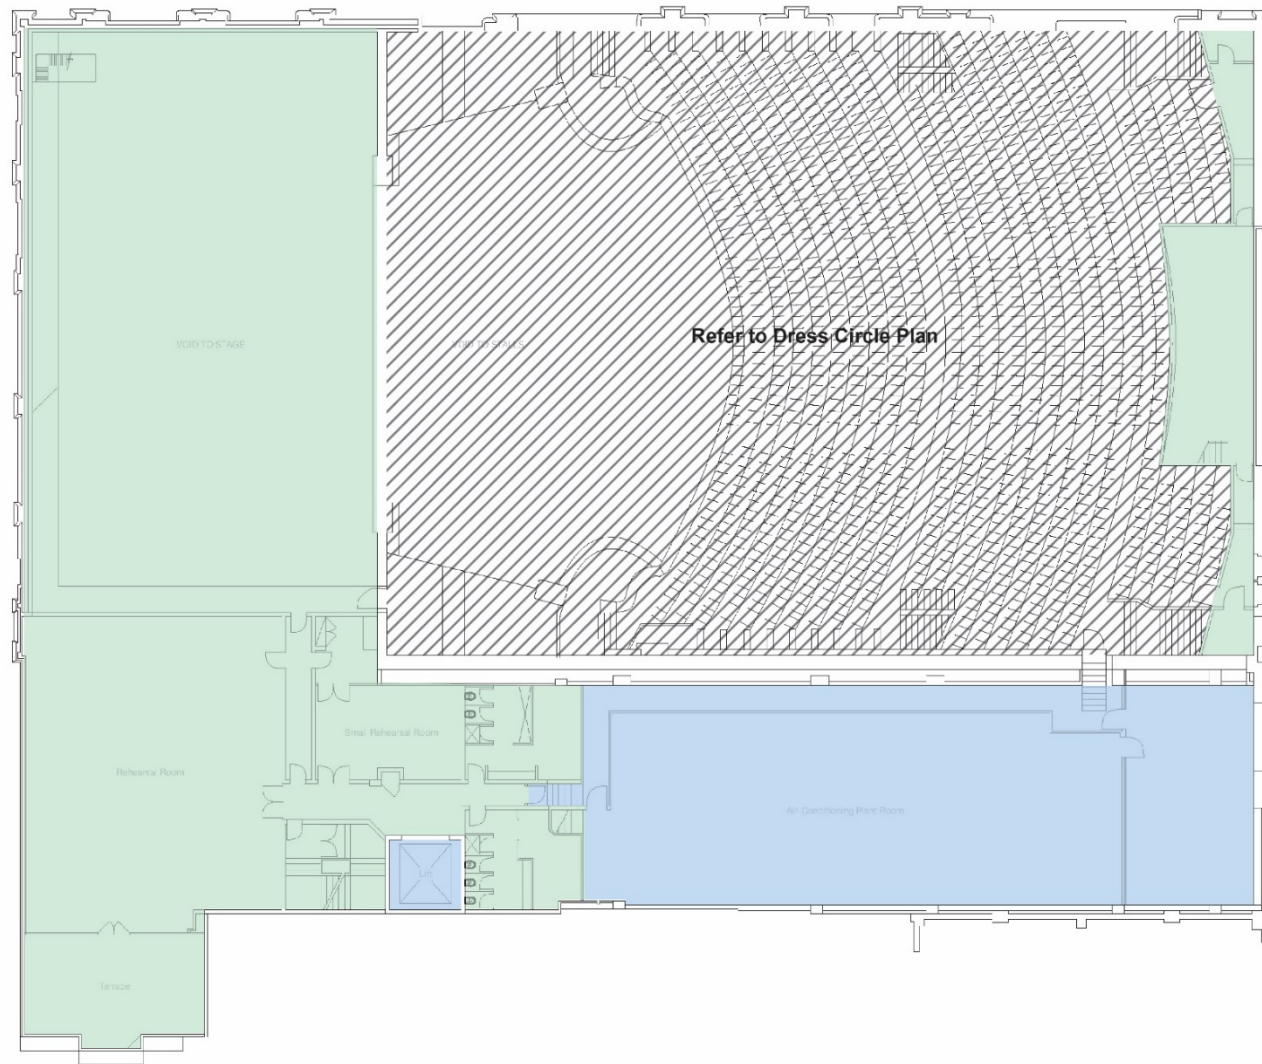 VOID TO STAGE
VOID TO STALLS
Refer to Dress Circle Plan
Small Rehearsal Room
Rehearsal Room
Air Conditioning Plant Room
Lift
Terrace